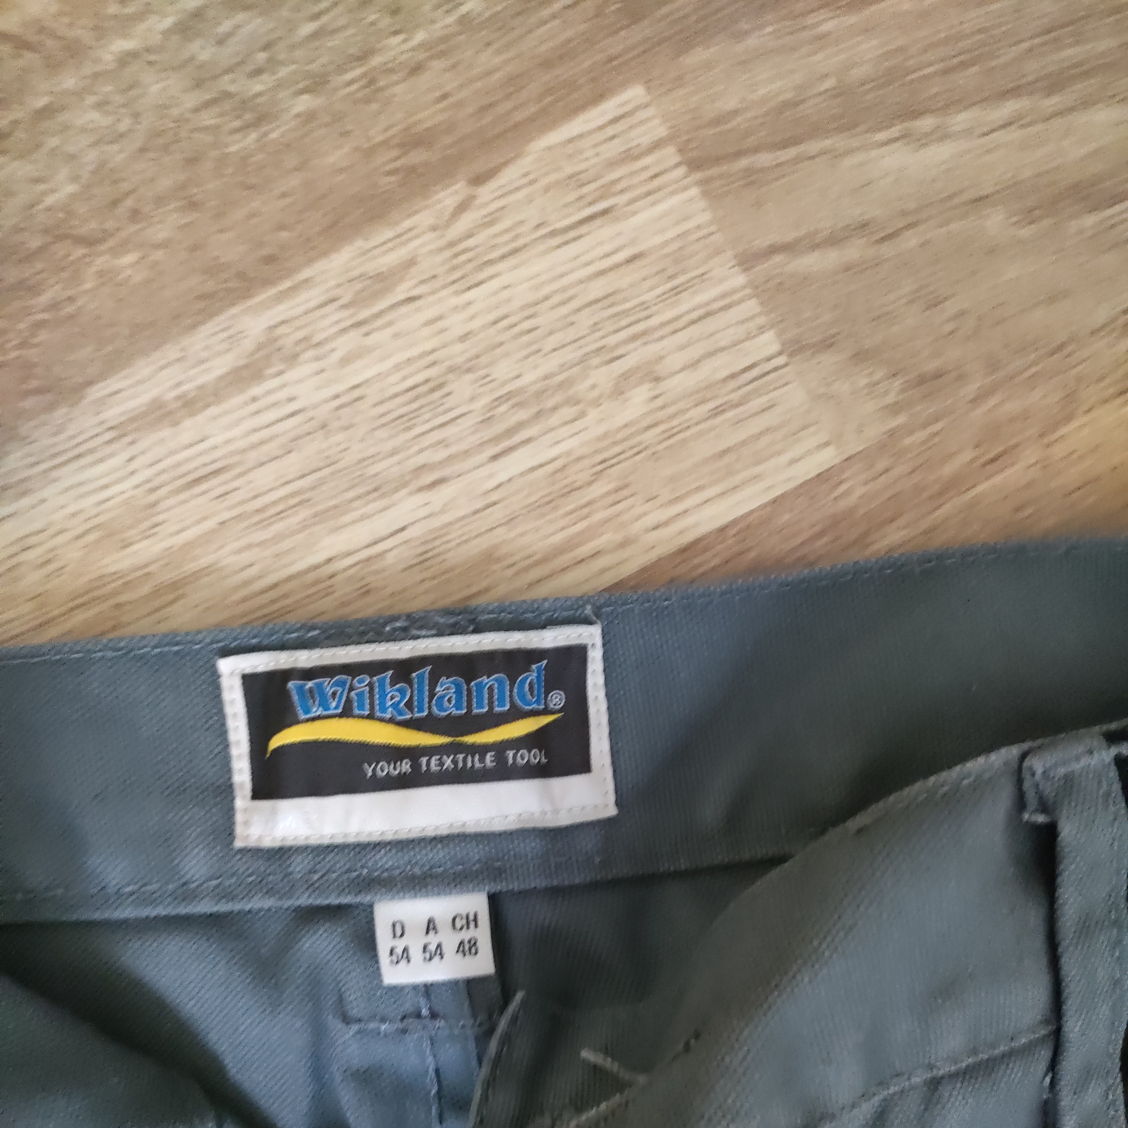 Wikland®
YOUR TEXTILE TOOL
D A CH
54 54 48